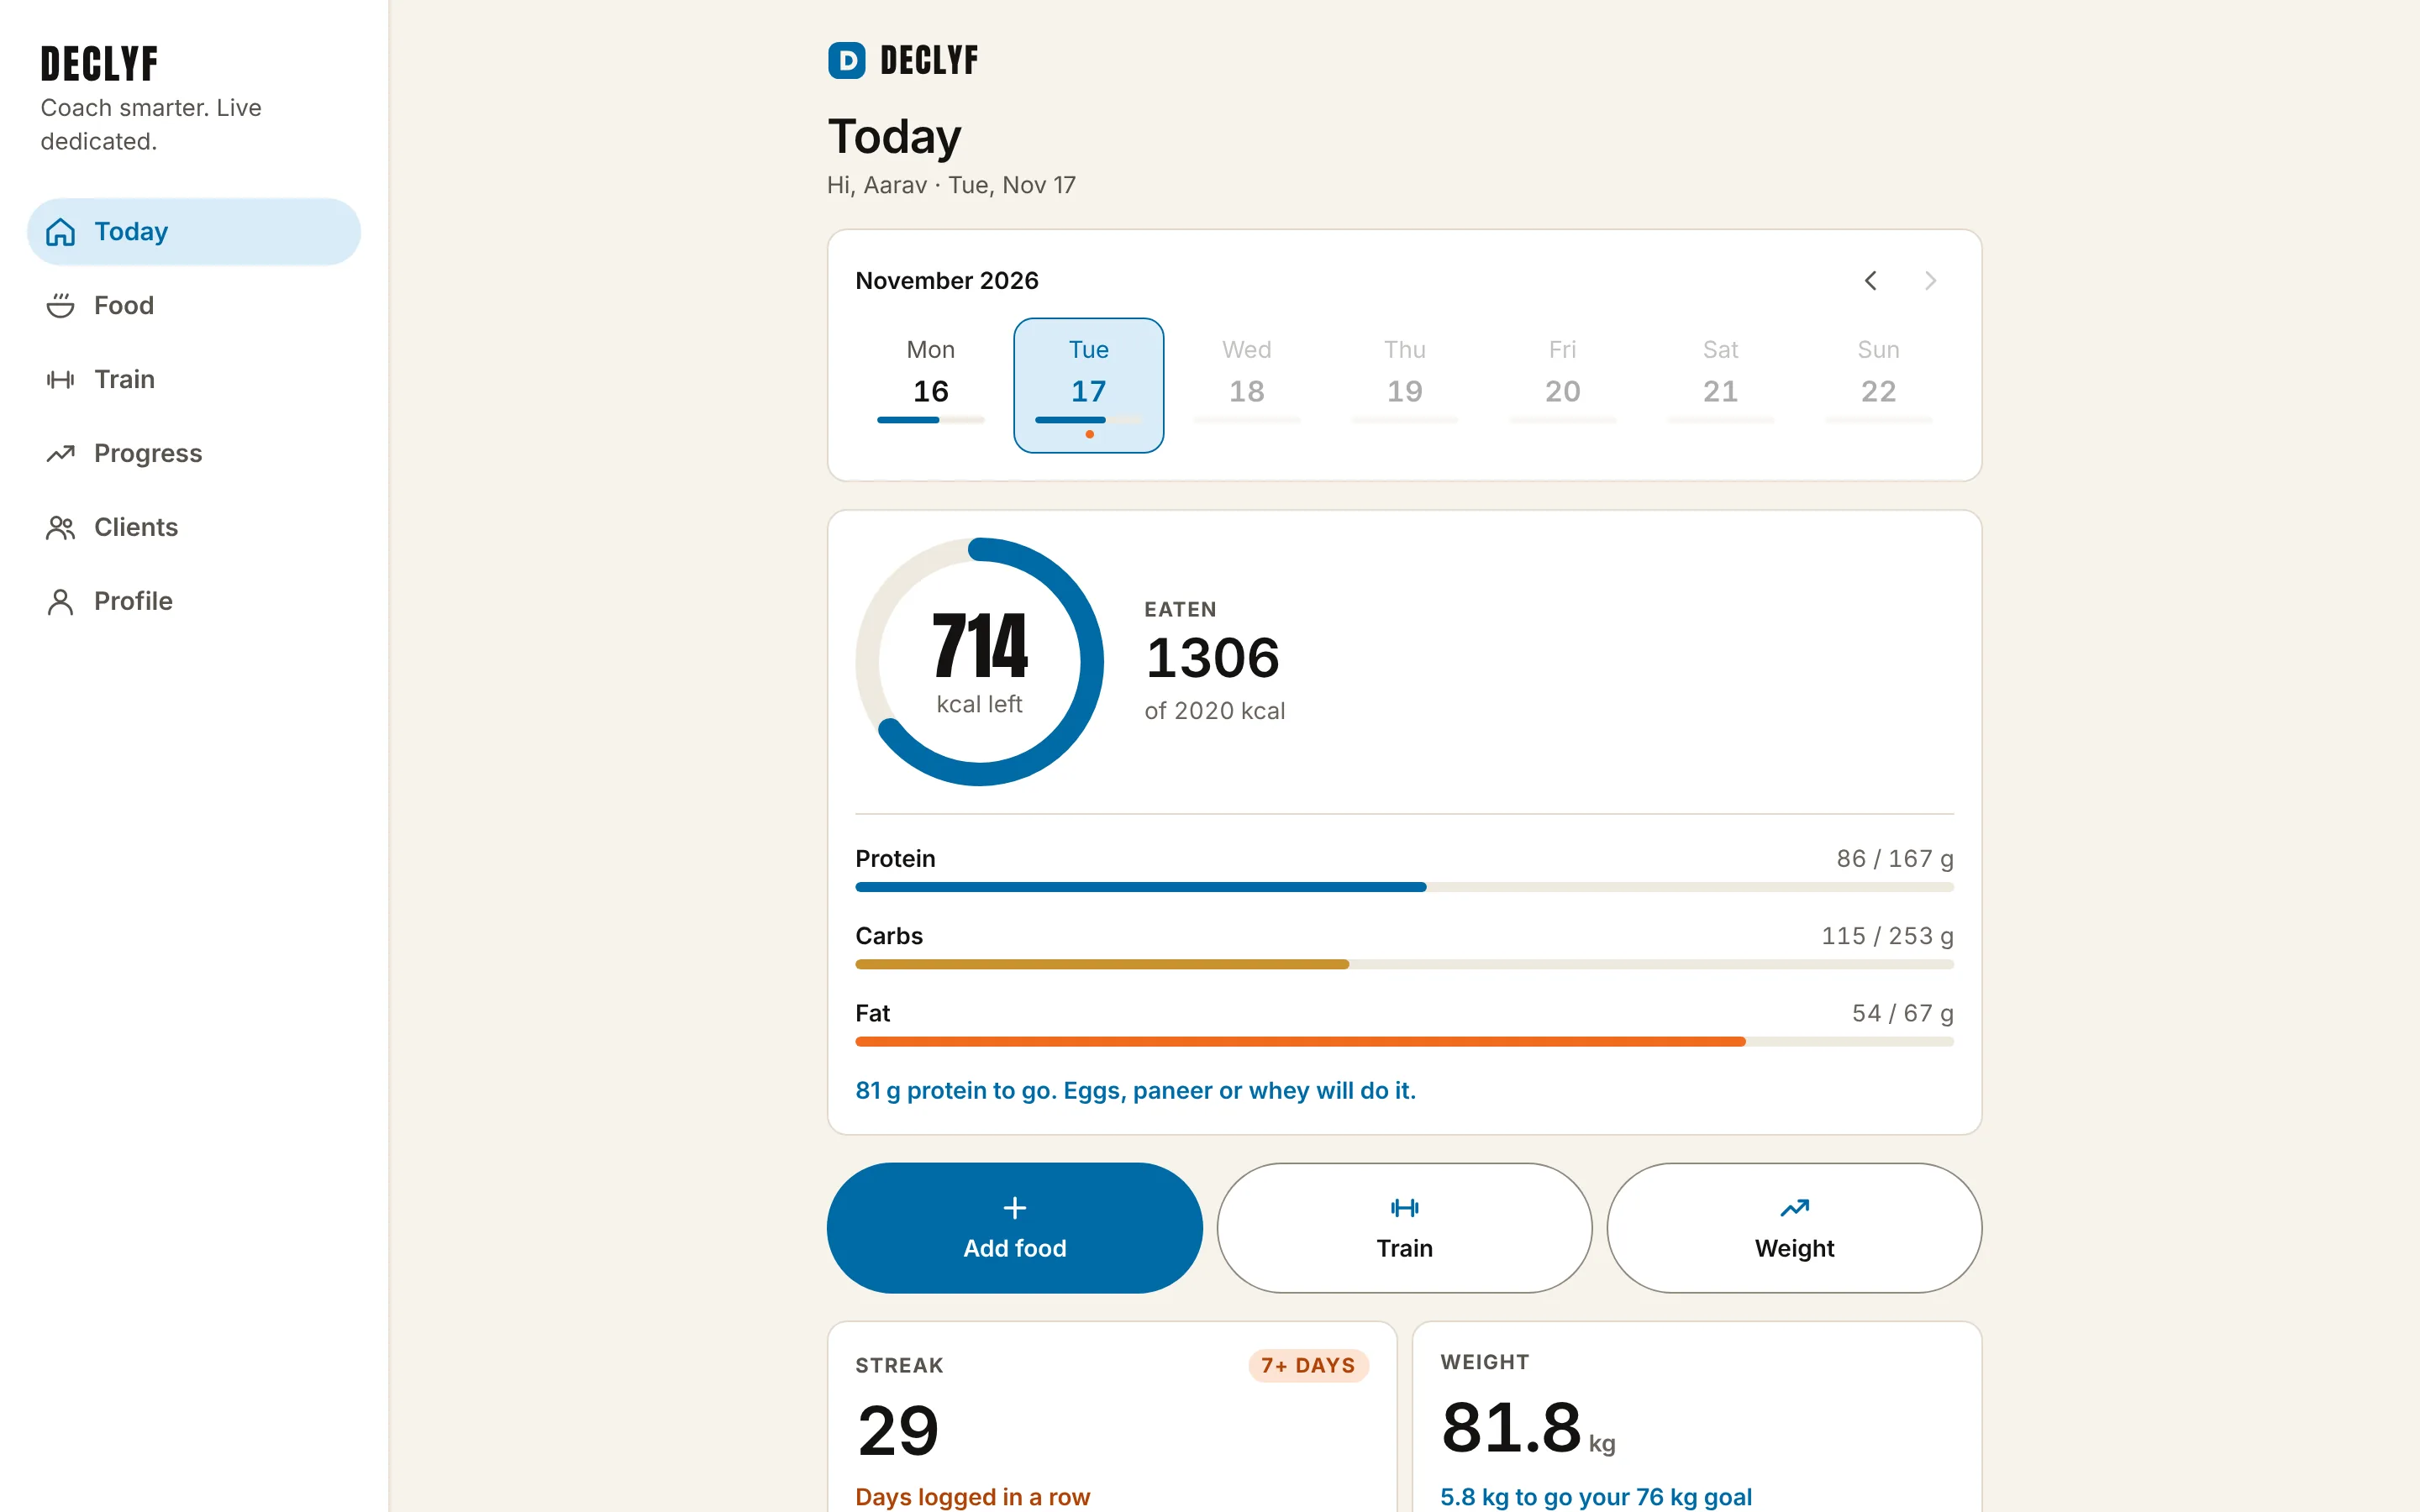 DECLYF
Coach smarter. Live
dedicated.
Today
Food
Train
Progress
Clients
Profile
D DECLYF
Today
Hi, Aarav · Tue, Nov 17
November 2026
Mon Tue Wed Thu Fri Sat Sun
16 17 18 19 20 21 22
714
kcal left
EATEN
1306
of 2020 kcal
Protein 86 / 167 g
Carbs 115 / 253 g
Fat 54 / 67 g
81 g protein to go. Eggs, paneer or whey will do it.
Add food
Train
Weight
STREAK 7+ DAYS
29
Days logged in a row
WEIGHT
81.8 kg
5.8 kg to go your 76 kg goal